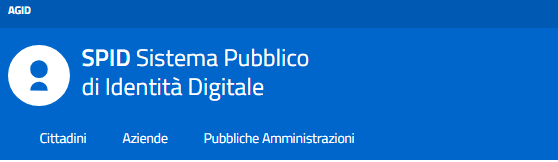 AGID
SPID Sistema Pubblico
di Identità Digitale
Cittadini Aziende Pubbliche Amministrazioni